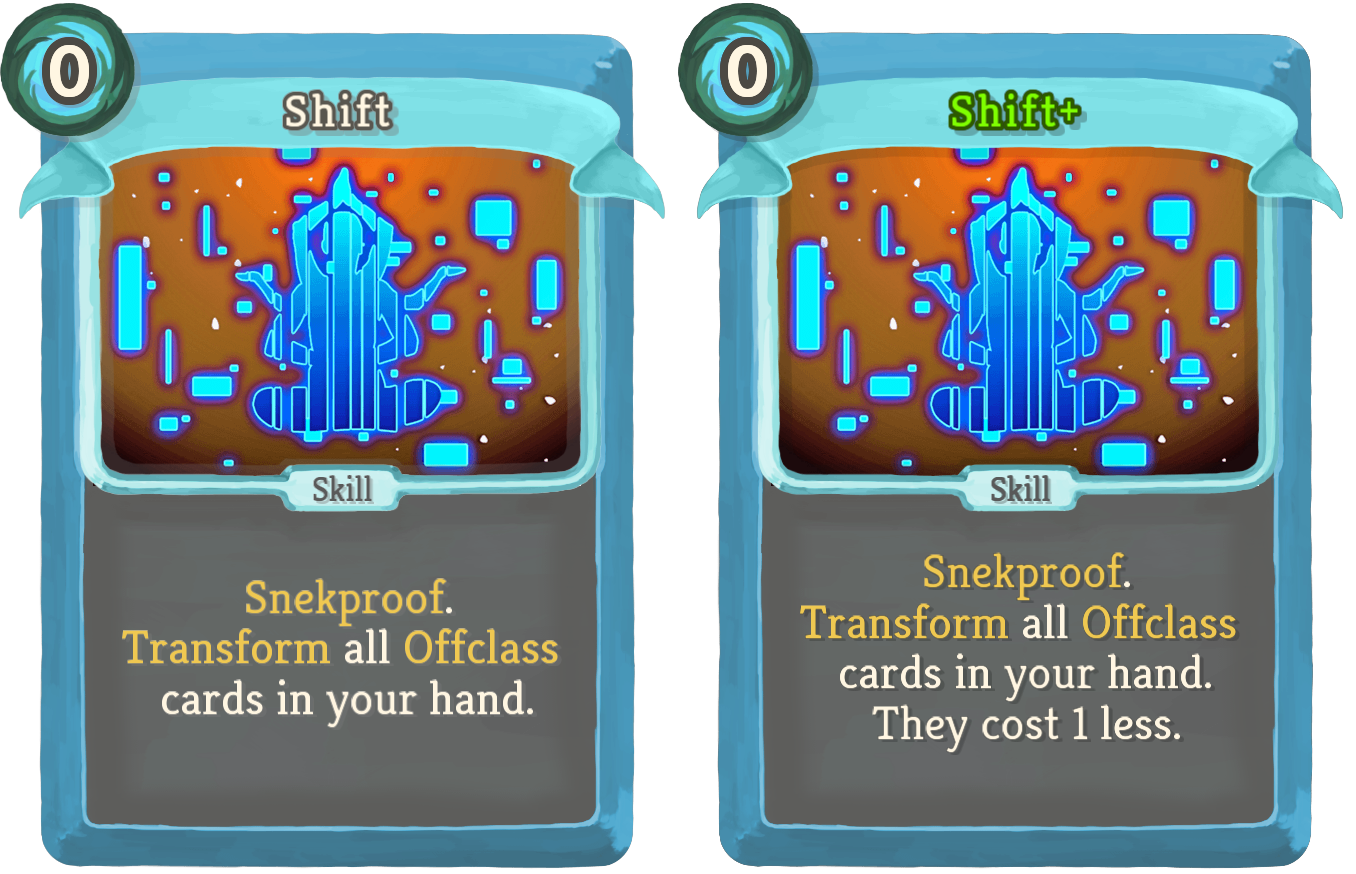 0
Shift
Skill
Snekproof.
Transform all Offclass
cards in your hand.
0
Shift+
Skill
Snekproof.
Transform all Offclass
cards in your hand.
They cost 1 less.